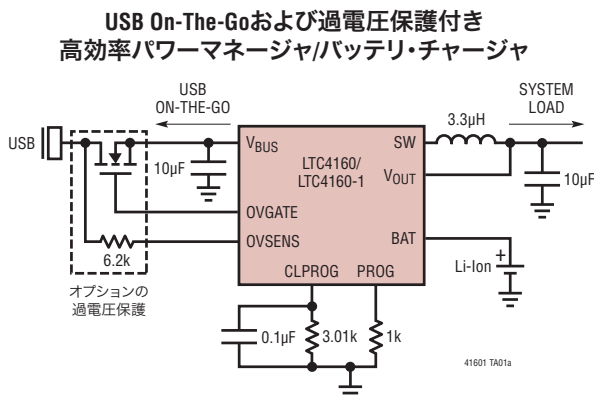 USB On-The-Goおよび過電圧保護付き
高効率パワーマネージャ/バッテリ・チャージャ
USB
ON-THE-GO
SYSTEM
LOAD
3.3µH
USB
VBUS
SW
LTC4160/
LTC4160-1
10µF
VOUT
10µF
OVGATE
OVSENS
BAT
6.2k
CLPROG
PROG
Li-Ion
+
オプションの
過電圧保護
0.1µF
3.01k
1k
41601 TA01a